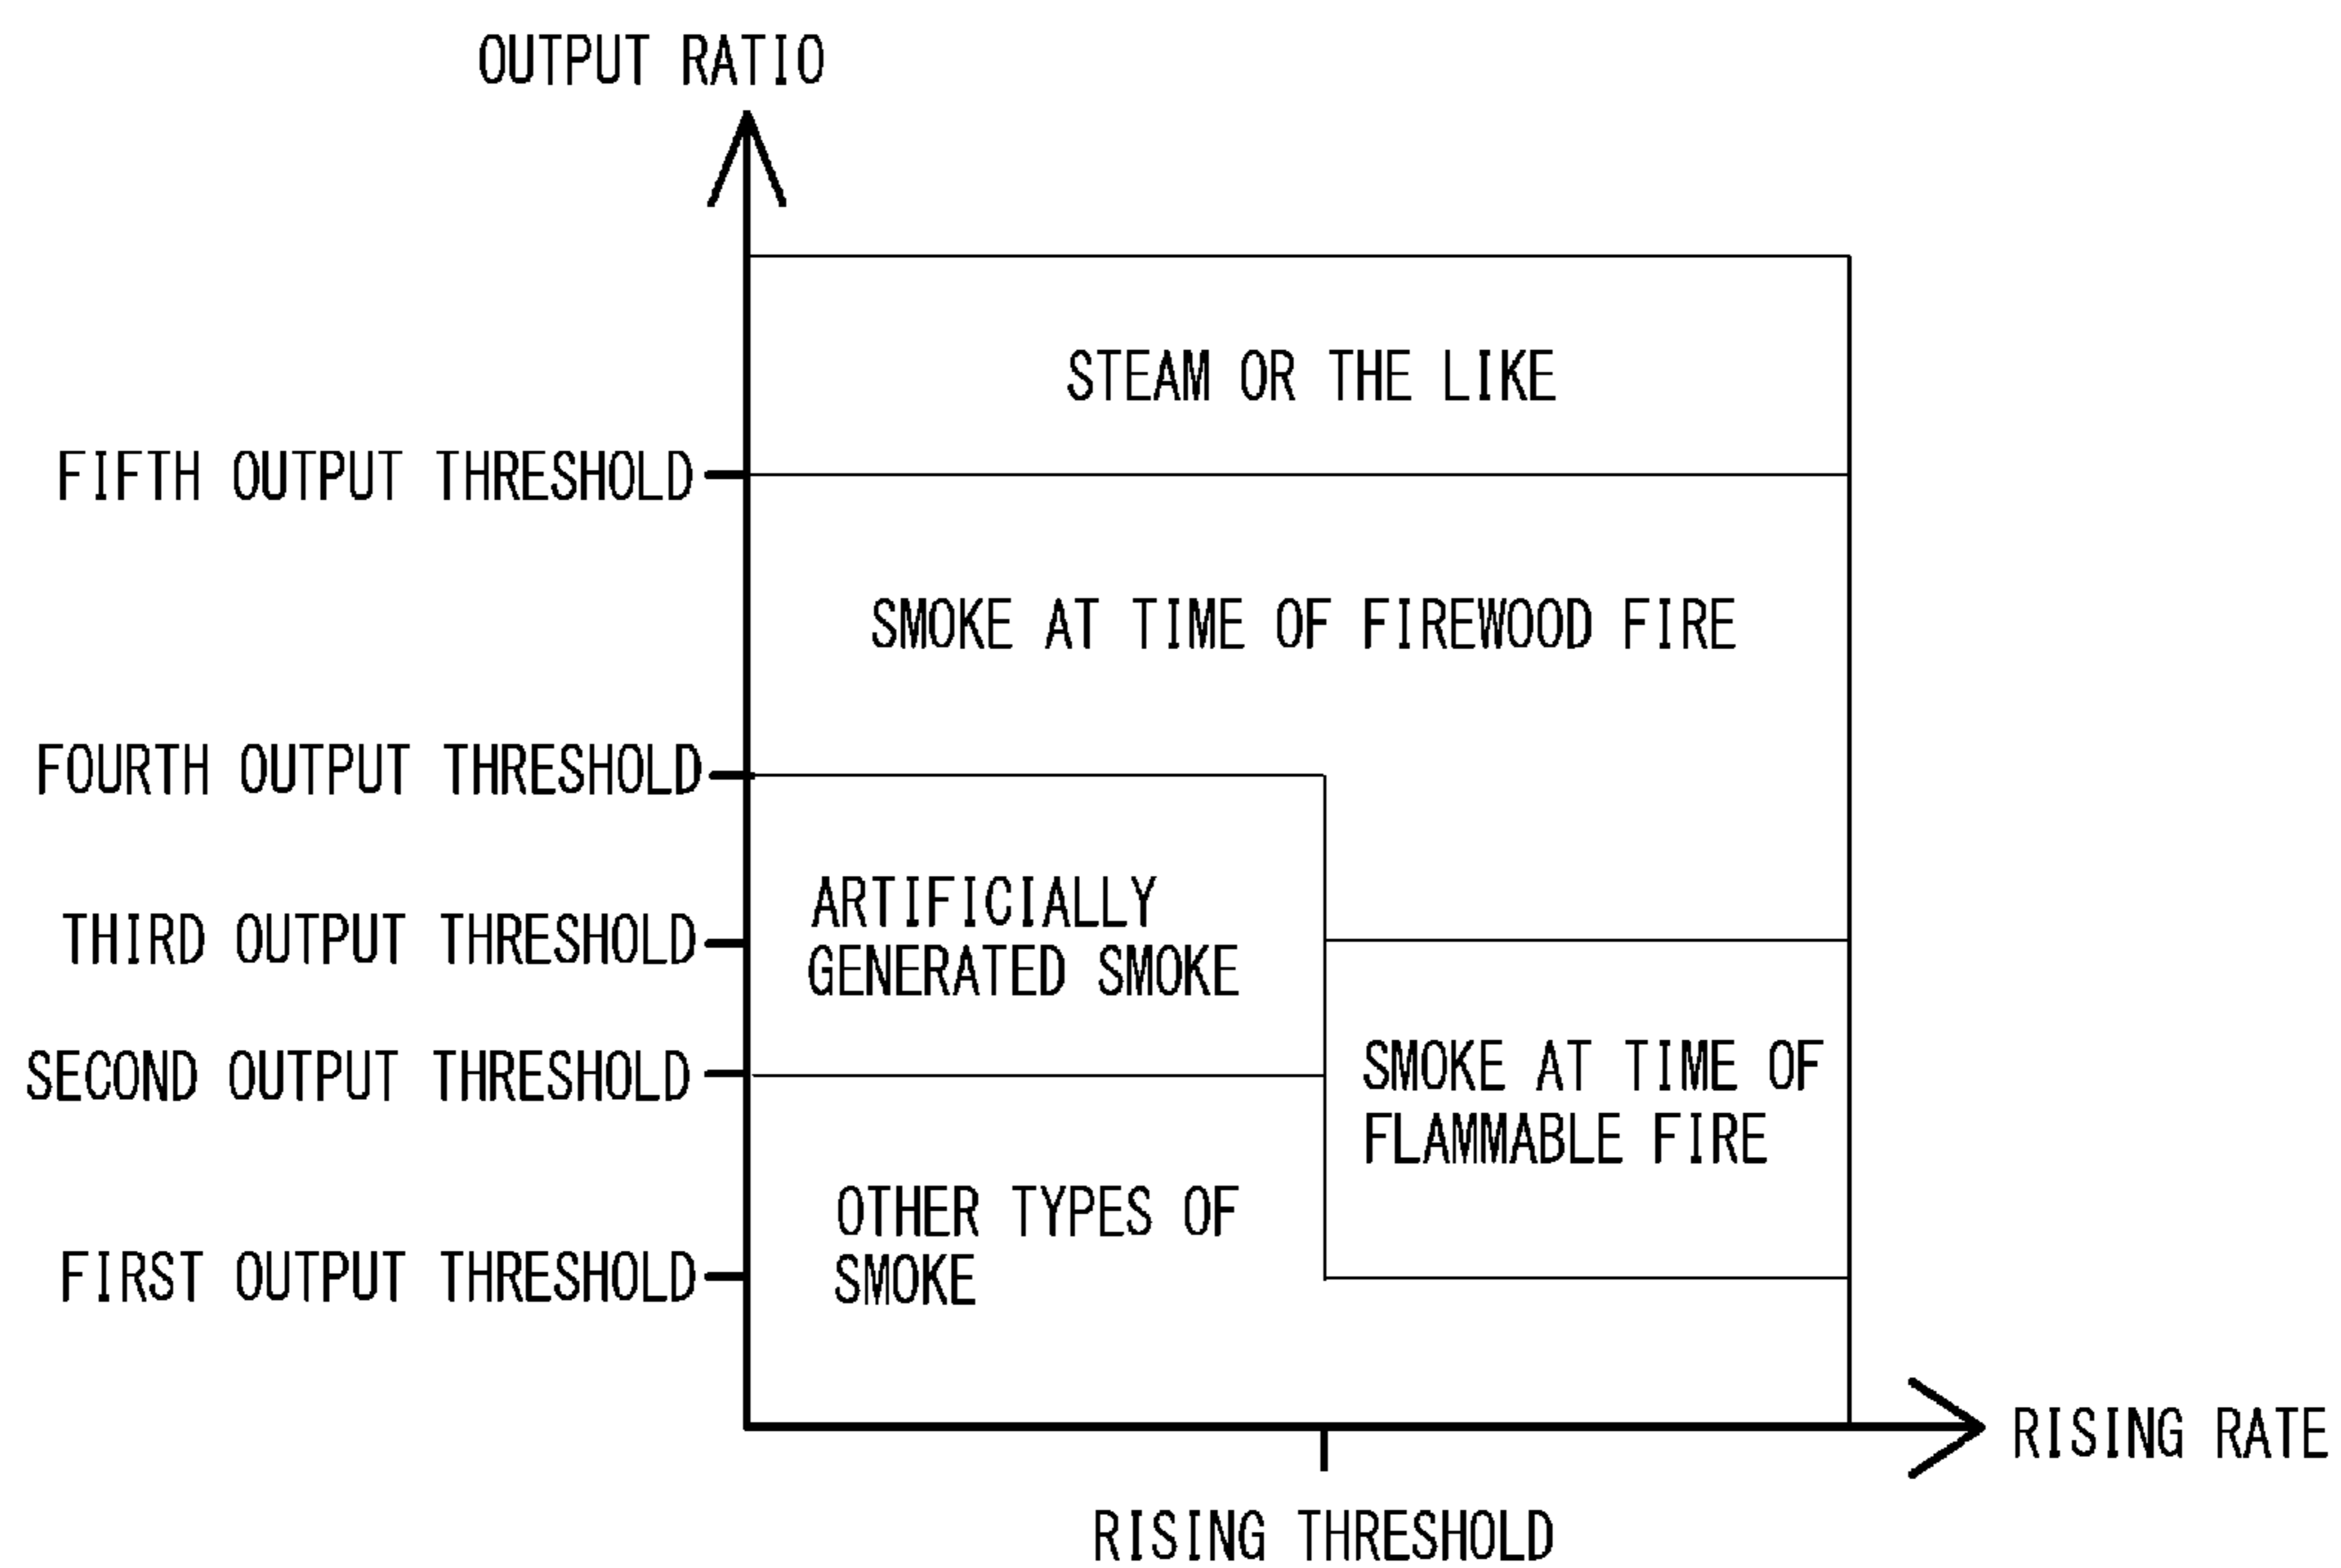 OUTPUT RATIO
STEAM OR THE LIKE
FIFTH OUTPUT THRESHOLD
SMOKE AT TIME OF FIREWOOD FIRE
FOURTH OUTPUT THRESHOLD
ARTIFICIALLY
GENERATED SMOKE
THIRD OUTPUT THRESHOLD
SECOND OUTPUT THRESHOLD
SMOKE AT TIME OF
FLAMMABLE FIRE
OTHER TYPES OF
SMOKE
FIRST OUTPUT THRESHOLD
RISING RATE
RISING THRESHOLD